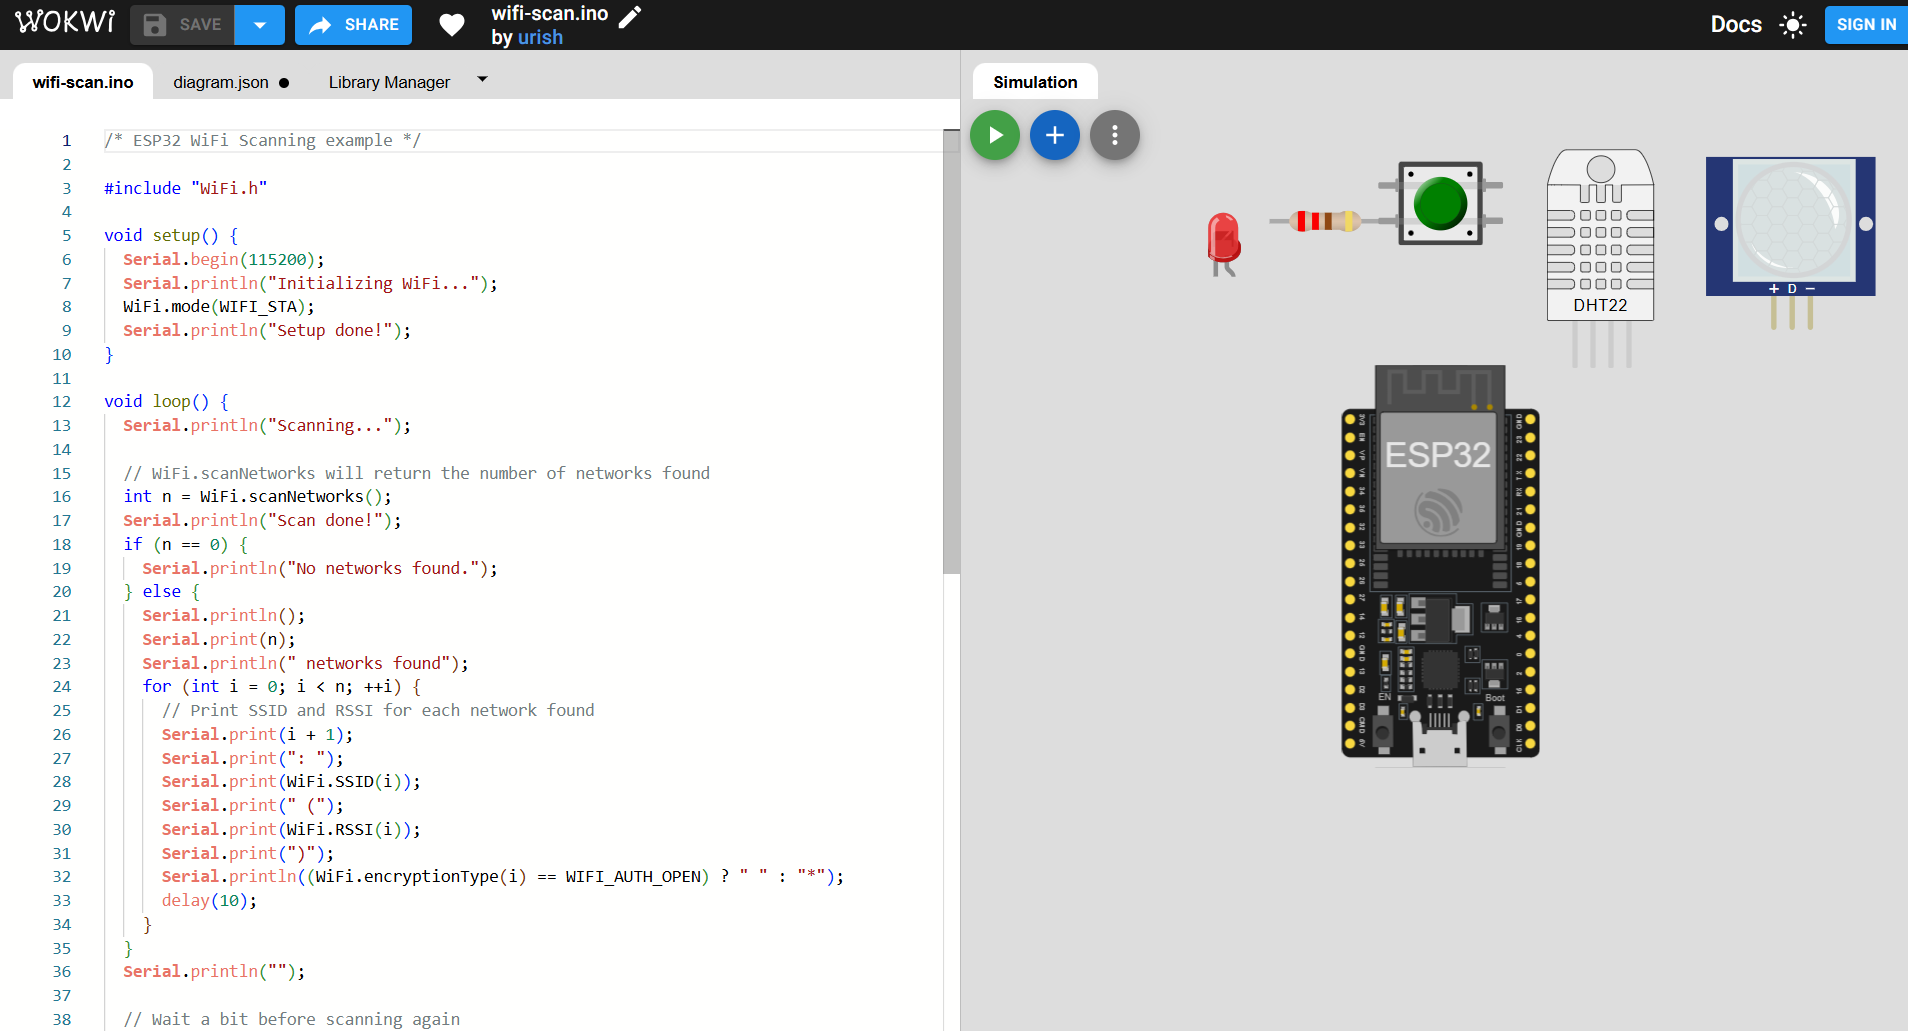 WOKWi
SAVE
SHARE
wifi-scan.ino
by urish
Docs
SIGN IN
wifi-scan.ino
diagram.json
Library Manager
Simulation
1 /* ESP32 WiFi Scanning example */
2
3 #include "WiFi.h"
4
5 void setup() {
6 Serial.begin(115200);
7 Serial.println("Initializing WiFi...");
8 WiFi.mode(WIFI_STA);
9 Serial.println("Setup done!");
10 }
11
12 void loop() {
13 Serial.println("Scanning...");
14
15 // WiFi.scanNetworks will return the number of networks found
16 int n = WiFi.scanNetworks();
17 Serial.println("Scan done!");
18 if (n == 0) {
19 Serial.println("No networks found.");
20 } else {
21 Serial.println();
22 Serial.print(n);
23 Serial.println(" networks found");
24 for (int i = 0; i < n; ++i) {
25 // Print SSID and RSSI for each network found
26 Serial.print(i + 1);
27 Serial.print(": ");
28 Serial.print(WiFi.SSID(i));
29 Serial.print(" (");
30 Serial.print(WiFi.RSSI(i));
31 Serial.print(")");
32 Serial.println((WiFi.encryptionType(i) == WIFI_AUTH_OPEN) ? " " : "*");
33 delay(10);
34 }
35 }
36 Serial.println("");
37
38 // Wait a bit before scanning again
DHT22
+ D −
ESP32
EN
Boot